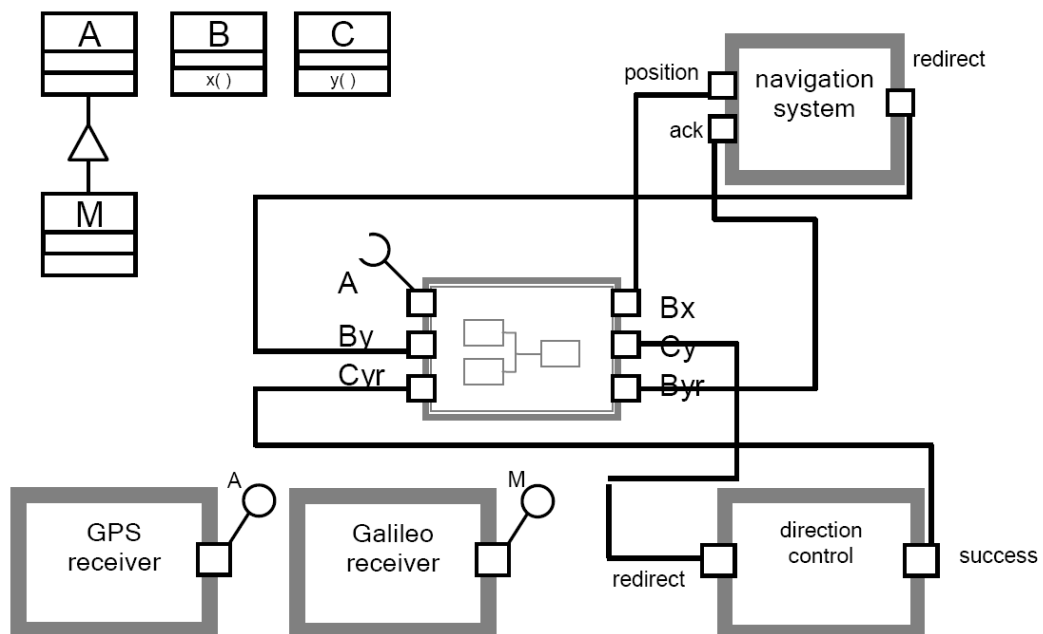 A
B
C
x( )
y( )
M
redirect
position
navigation
system
ack
A
Bx
By
Cy
Cyr
Byr
A
M
GPS
receiver
Galileo
receiver
direction
control
redirect
success